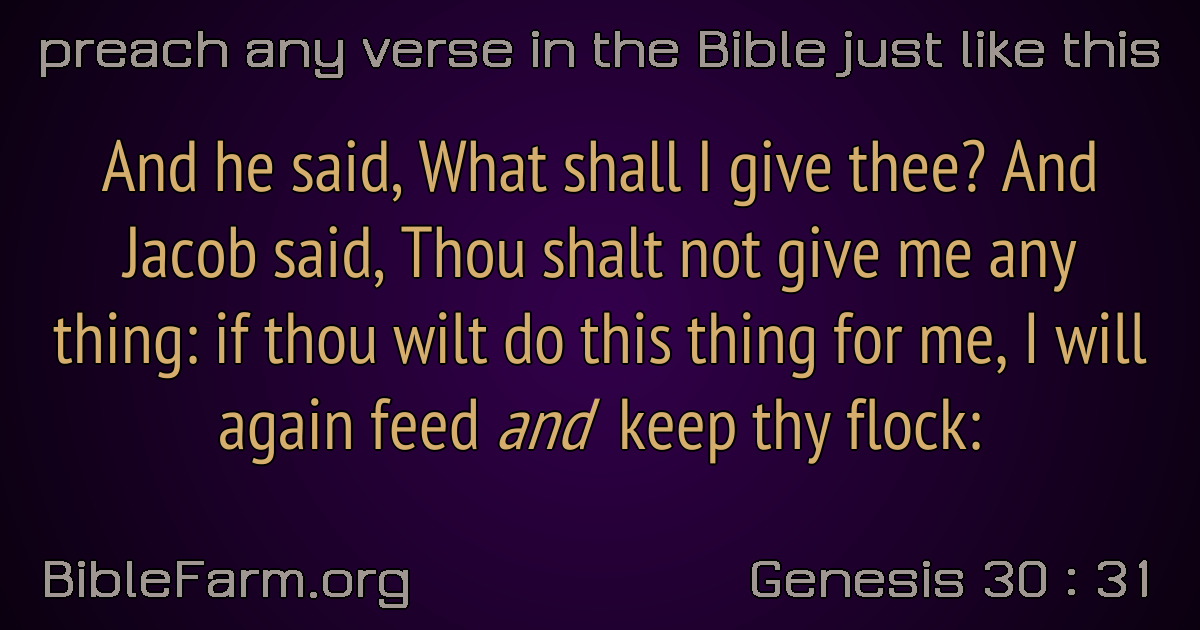 preach any verse in the Bible just like this
And he said, What shall I give thee? And
Jacob said, Thou shalt not give me any
thing: if thou wilt do this thing for me, I will
again feed and keep thy flock:
BibleFarm.org
Genesis 30 : 31